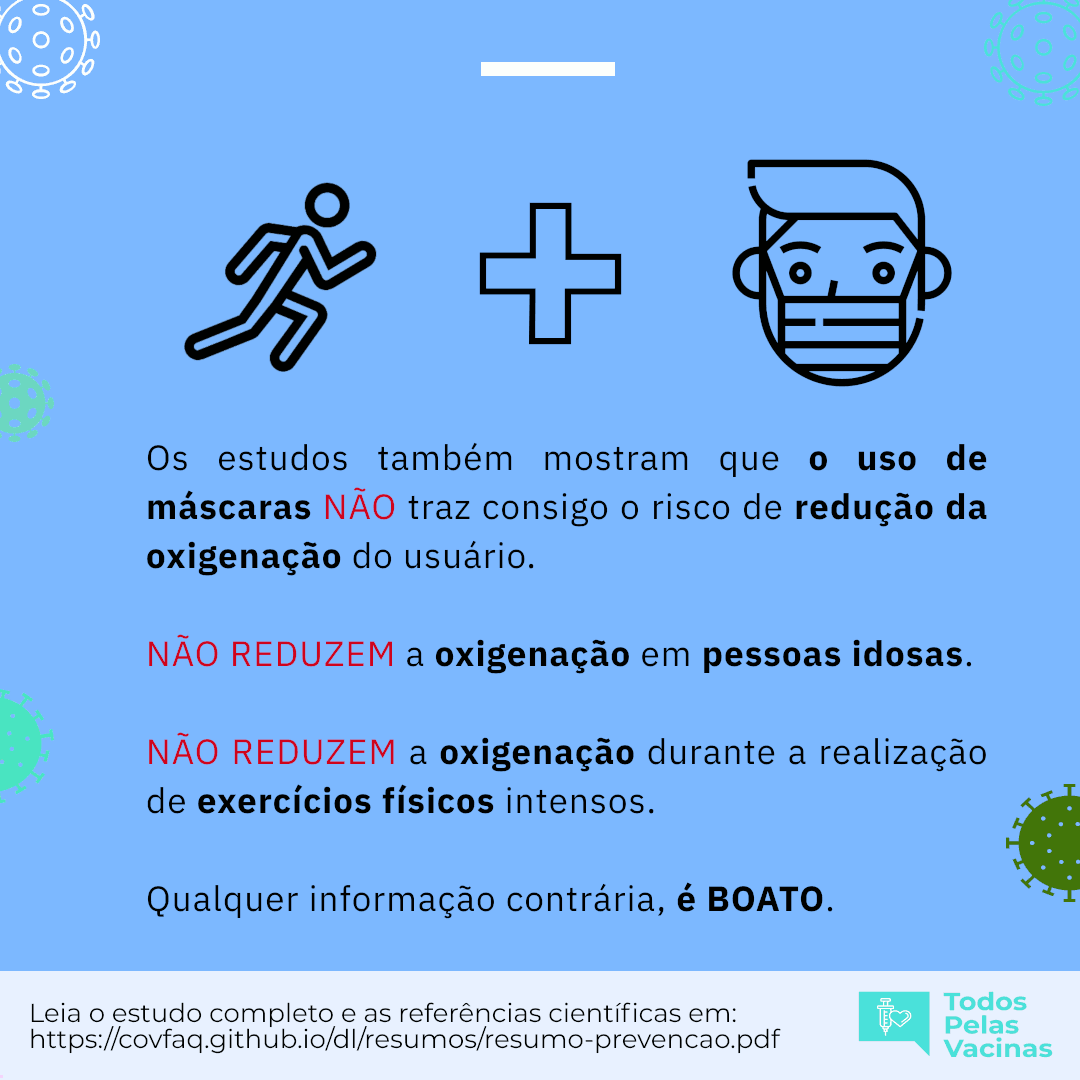 Os estudos também mostram que o uso de
máscaras NÃO traz consigo o risco de redução da
oxigenação do usuário.
NÃO REDUZEM a oxigenação em pessoas idosas.
NÃO REDUZEM a oxigenação durante a realização
de exercícios físicos intensos.
Qualquer informação contrária, é BOATO.
Leia o estudo completo e as referências científicas em:
https://covfaq.github.io/dl/resumos/resumo-prevencao.pdf
Todos
Pelas
Vacinas